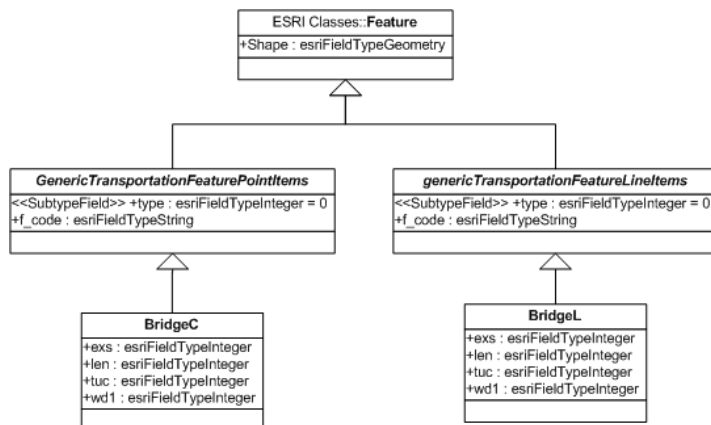 ESRI Classes::Feature
+Shape : esriFieldTypeGeometry
GenericTransportationFeaturePointItems
<<SubtypeField>> +type : esriFieldTypeInteger = 0
+f_code : esriFieldTypeString
genericTransportationFeatureLineItems
<<SubtypeField>> +type : esriFieldTypeInteger = 0
+f_code : esriFieldTypeString
BridgeC
+exs : esriFieldTypeInteger
+len : esriFieldTypeInteger
+tuc : esriFieldTypeInteger
+wd1 : esriFieldTypeInteger
BridgeL
+exs : esriFieldTypeInteger
+len : esriFieldTypeInteger
+tuc : esriFieldTypeInteger
+wd1 : esriFieldTypeInteger